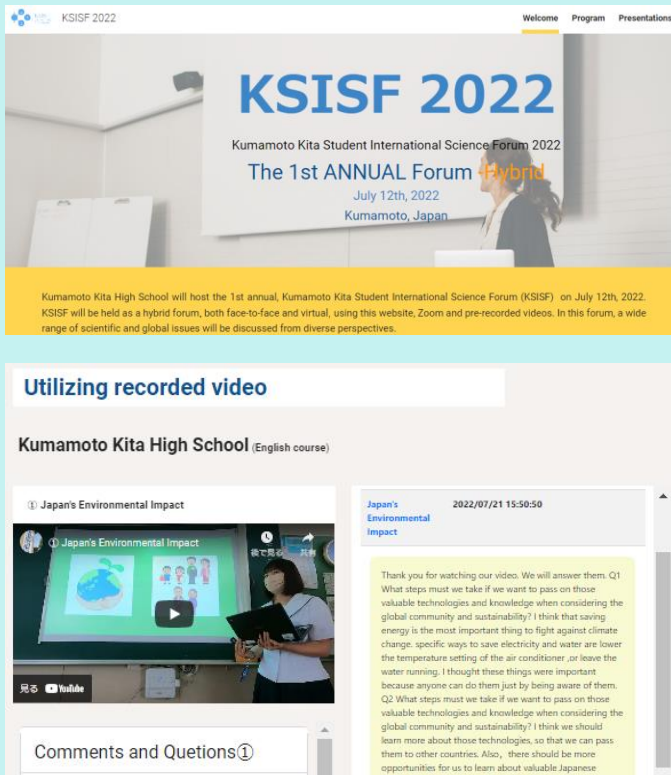 KSISF 2022
Welcome Program Presentations
KSISF 2022
Kumamoto Kita Student International Science Forum 2022
The 1st ANNUAL Forum -Hybrid
July 12th, 2022
Kumamoto, Japan
Kumamoto Kita High School will host the 1st annual, Kumamoto Kita Student International Science Forum (KSISF) on July 12th, 2022.
KSISF will be held as a hybrid forum, both face-to-face and virtual, using this website, Zoom and pre-recorded videos. In this forum, a wide
range of scientific and global issues will be discussed from diverse perspectives.
Utilizing recorded video
Kumamoto Kita High School (English course)
① Japan's Environmental Impact
① Japan's Environmental Impact
後で見る 共有
見る YouTube
Comments and Quetions①
Japan's
Environmental
Impact
2022/07/21 15:50:50
Thank you for watching our video. We will answer them. Q1
What steps must we take if we want to pass on those
valuable technologies and knowledge when considering the
global community and sustainability? I think that saving
energy is the most important thing to fight against climate
change. specific ways to save electricity and water are lower
the temperature setting of the air conditioner ,or leave the
water running. I thought these things were important
because anyone can do them just by being aware of them.
Q2 What steps must we take if we want to pass on those
valuable technologies and knowledge when considering the
global community and sustainability? I think we should
learn more about those technologies, so that we can pass
them to other countries. Also, there should be more
opportunities for us to learn about valuable Japanese